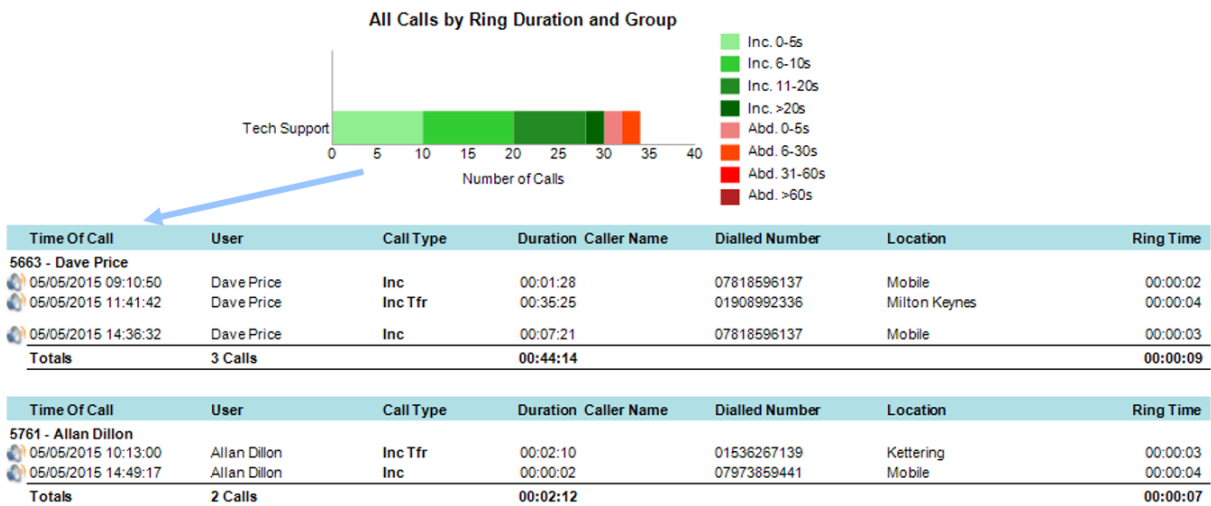 All Calls by Ring Duration and Group
Inc. 0-5s
Inc. 6-10s
Inc. 11-20s
Inc. >20s
Abd. 0-5s
Abd. 6-30s
Abd. 31-60s
Abd. >60s
Tech Support
0 5 10 15 20 25 30 35 40
Number of Calls
Time Of Call User Call Type Duration Caller Name Dialled Number Location Ring Time
5663 - Dave Price
05/05/2015 09:10:50 Dave Price Inc 00:01:28 07818596137 Mobile 00:00:02
05/05/2015 11:41:42 Dave Price Inc Tfr 00:35:25 01908992336 Milton Keynes 00:00:04
05/05/2015 14:36:32 Dave Price Inc 00:07:21 07818596137 Mobile 00:00:03
Totals 3 Calls 00:44:14 00:00:09
Time Of Call User Call Type Duration Caller Name Dialled Number Location Ring Time
5761 - Allan Dillon
05/05/2015 10:13:00 Allan Dillon Inc Tfr 00:02:10 01536267139 Kettering 00:00:03
05/05/2015 14:49:17 Allan Dillon Inc 00:00:02 07973859441 Mobile 00:00:04
Totals 2 Calls 00:02:12 00:00:07